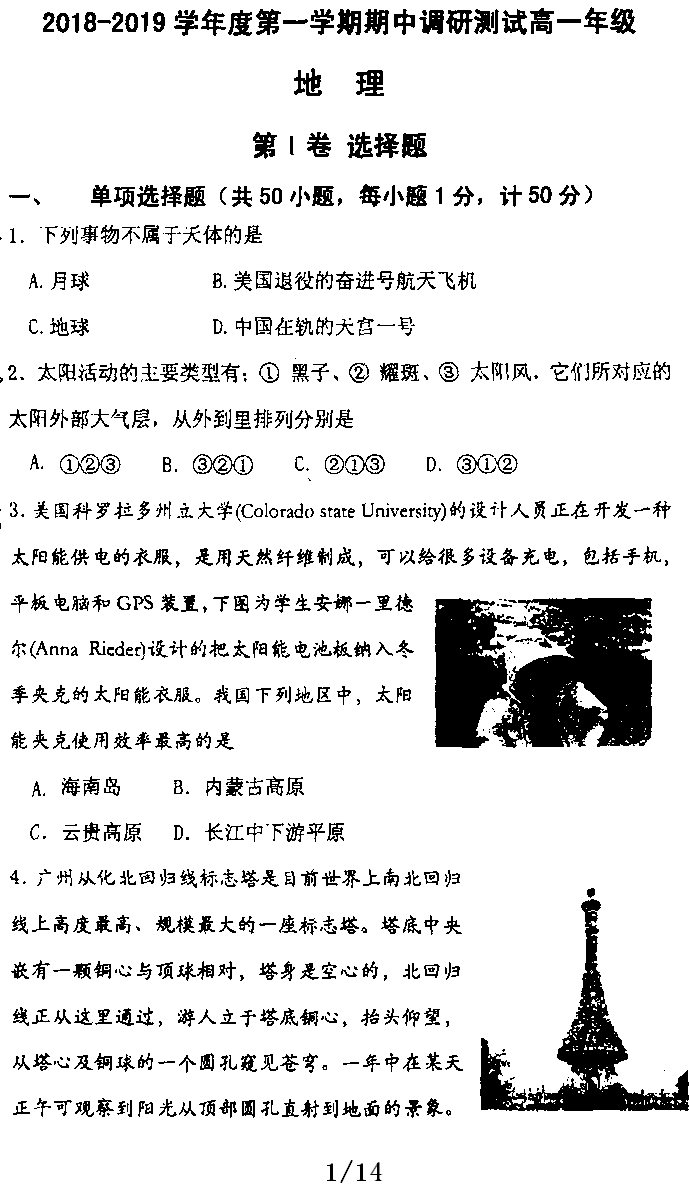 2018-2019 学年度第一学期期中调研测试高一年级
地 理
第 I 卷 选择题
一、 单项选择题（共 50 小题，每小题 1 分，计 50 分）
1. 下列事物不属于天体的是
A. 月球 B. 美国退役的奋进号航天飞机
C. 地球 D. 中国在轨的天宫一号
2. 太阳活动的主要类型有：① 黑子、② 耀斑、③ 太阳风．它们所对应的
太阳外部大气层，从外到里排列分别是
A. ①②③ B. ③②① C. ②①③ D. ③①②
3. 美国科罗拉多州立大学(Colorado state University)的设计人员正在开发一种
太阳能供电的衣服，是用天然纤维制成，可以给很多设备充电，包括手机，
平板电脑和 GPS 装置，下图为学生安娜一里德
尔(Anna Rieder)设计的把太阳能电池板纳入冬
季夹克的太阳能衣服。我国下列地区中，太阳
能夹克使用效率最高的是
A. 海南岛 B. 内蒙古高原
C. 云贵高原 D. 长江中下游平原
4. 广州从化北回归线标志塔是目前世界上南北回归
线上高度最高、规模最大的一座标志塔。塔底中央
嵌有一颗铜心与顶球相对，塔身是空心的，北回归
线正从这里通过，游人立于塔底铜心，抬头仰望，
从塔心及铜球的一个圆孔窥见苍穹。一年中在某天
正午可观察到阳光从顶部圆孔直射到地面的景象。
1/14